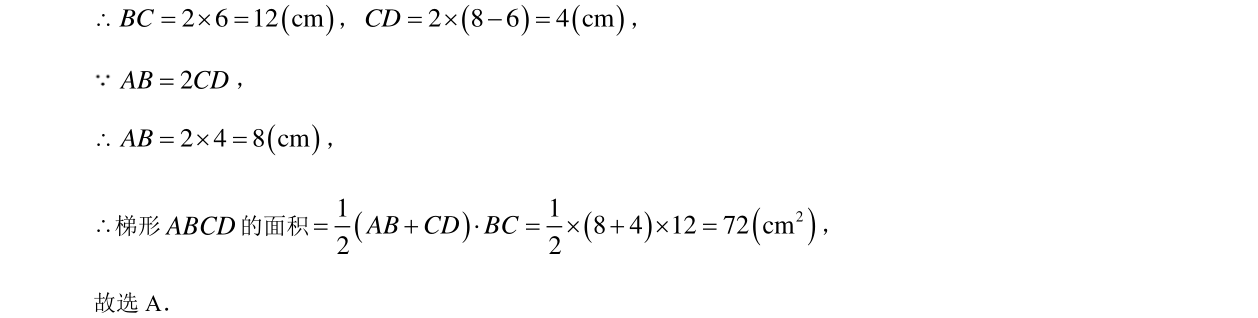 ∴ BC = 2×6 = 12(cm)，CD = 2×(8−6) = 4(cm)，
∵ AB = 2CD，
∴ AB = 2×4 = 8(cm)，
∴梯形 ABCD 的面积 = \frac{1}{2}(AB + CD)·BC = \frac{1}{2}×(8+4)×12 = 72(cm²)，
故选 A．